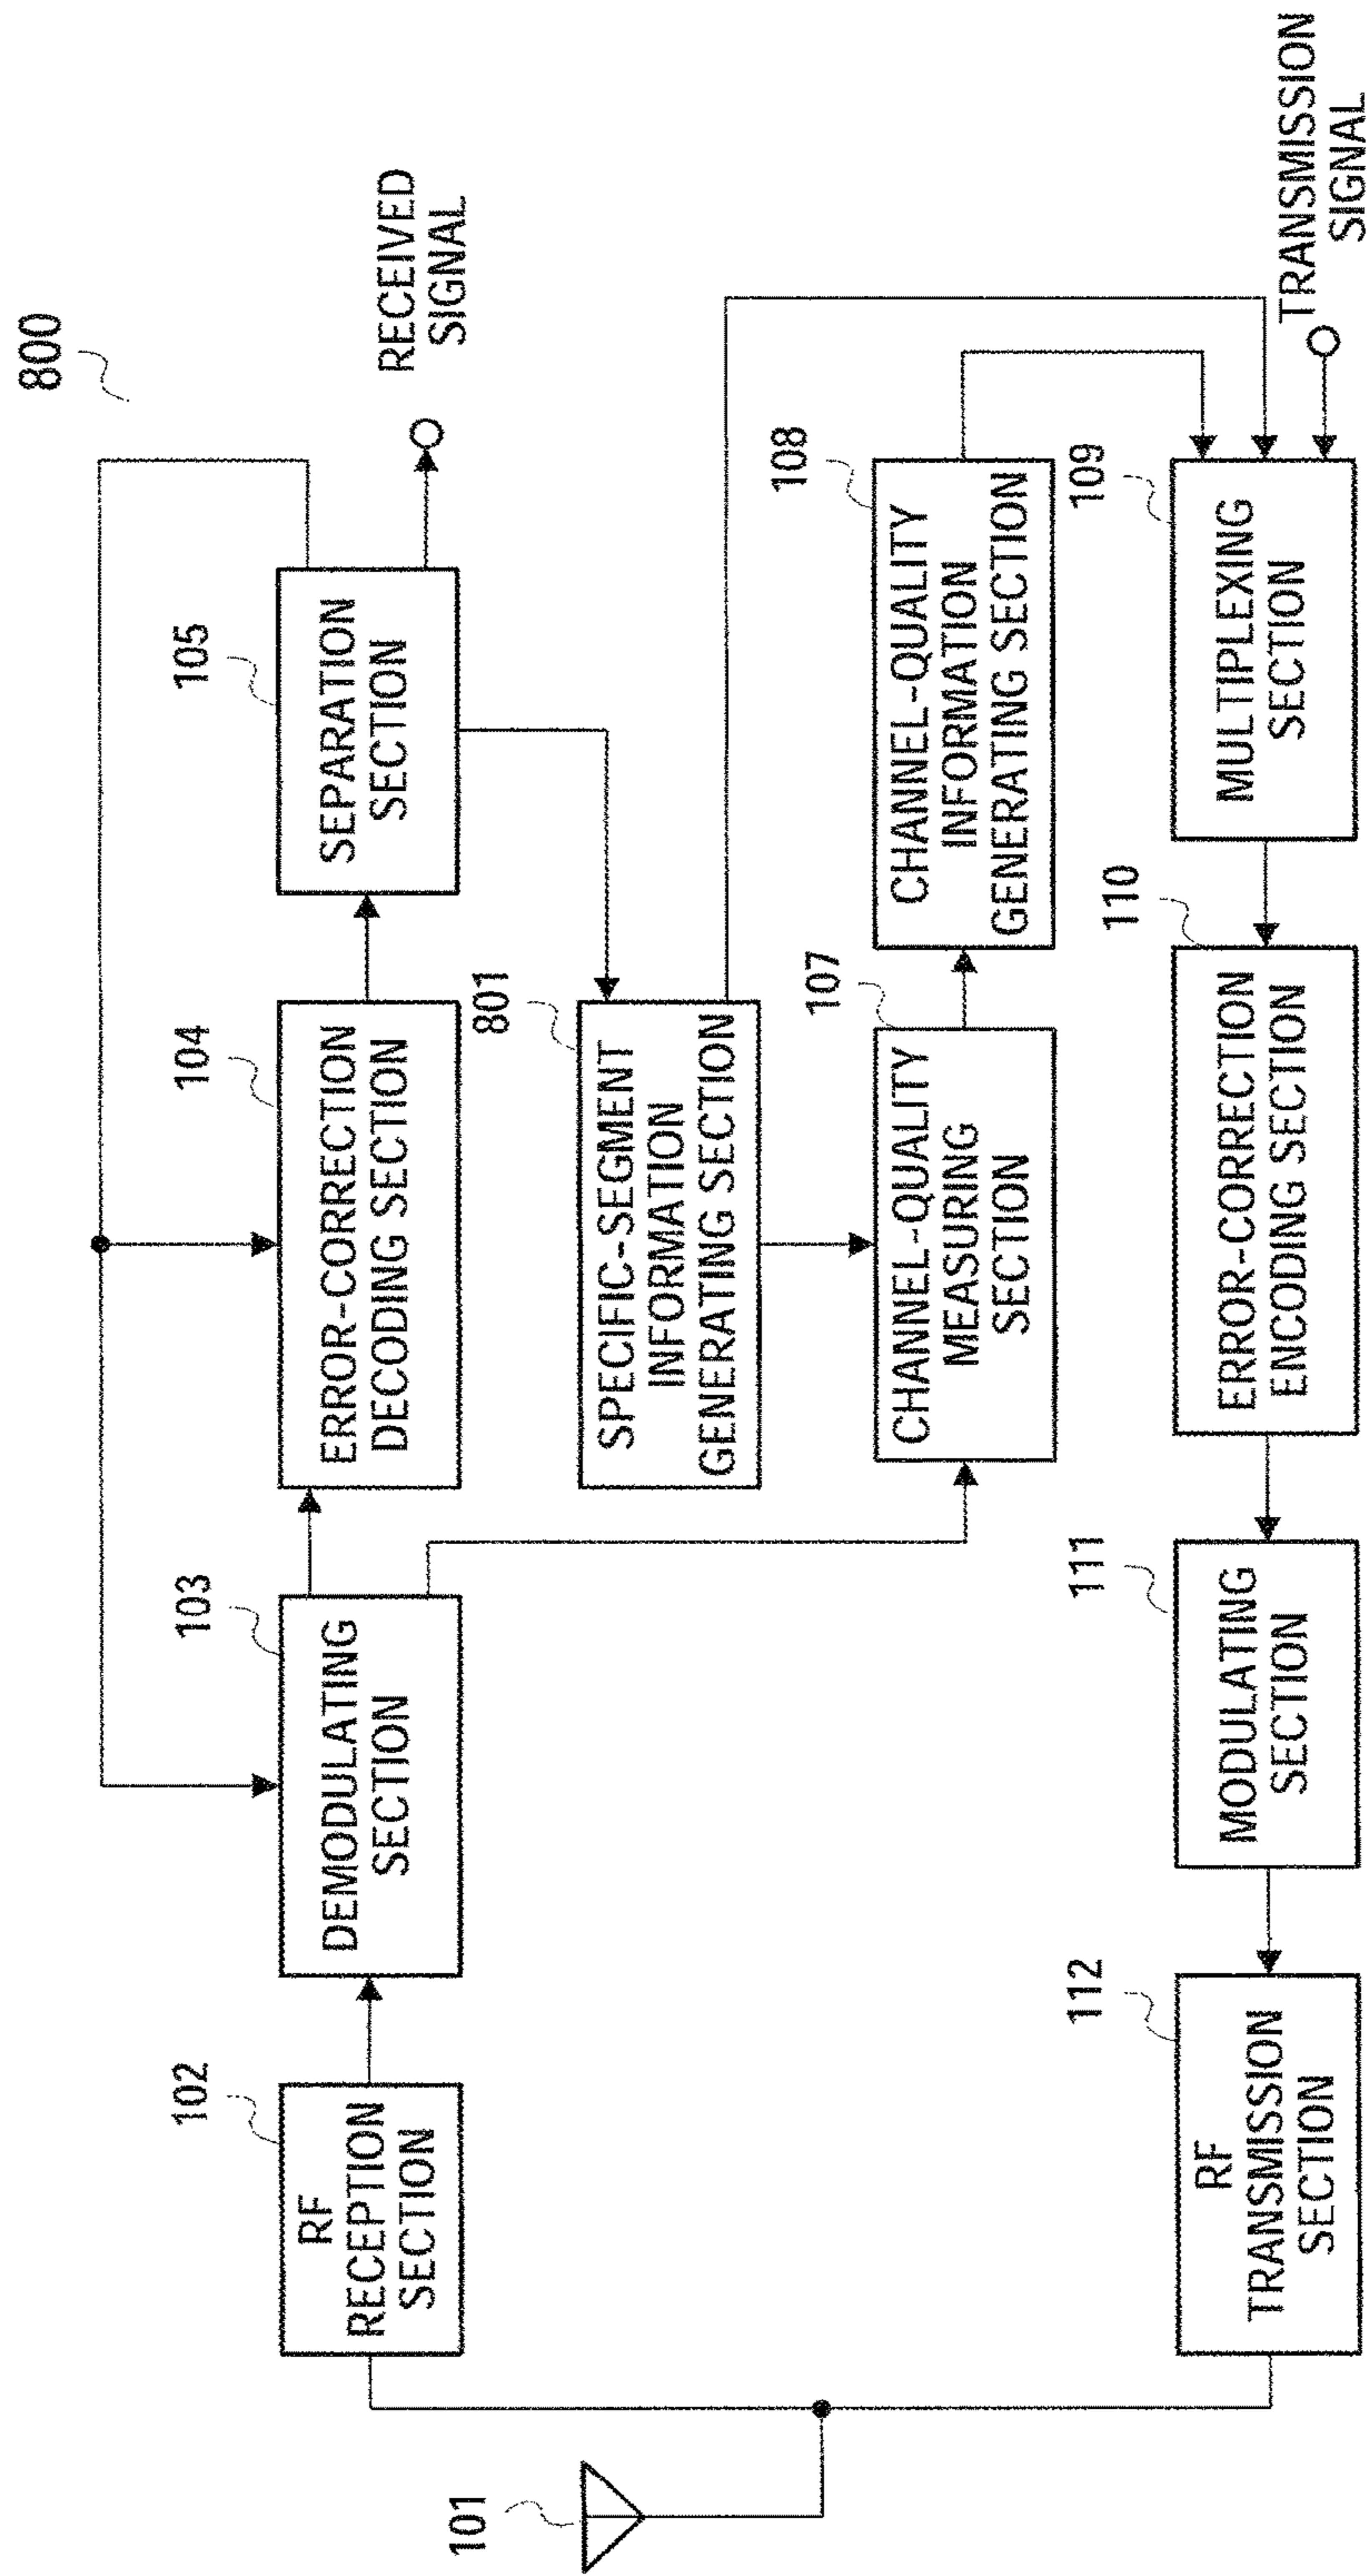 800
101
102
RF
RECEPTION
SECTION
103
DEMODULATING
SECTION
104
ERROR-CORRECTION
DECODING SECTION
105
SEPARATION
SECTION
RECEIVED
SIGNAL
801
SPECIFIC-SEGMENT
INFORMATION
GENERATING SECTION
107
CHANNEL-QUALITY
MEASURING
SECTION
108
CHANNEL-QUALITY
INFORMATION
GENERATING SECTION
112
RF
TRANSMISSION
SECTION
111
MODULATING
SECTION
110
ERROR-CORRECTION
ENCODING SECTION
109
MULTIPLEXING
SECTION
TRANSMISSION
SIGNAL